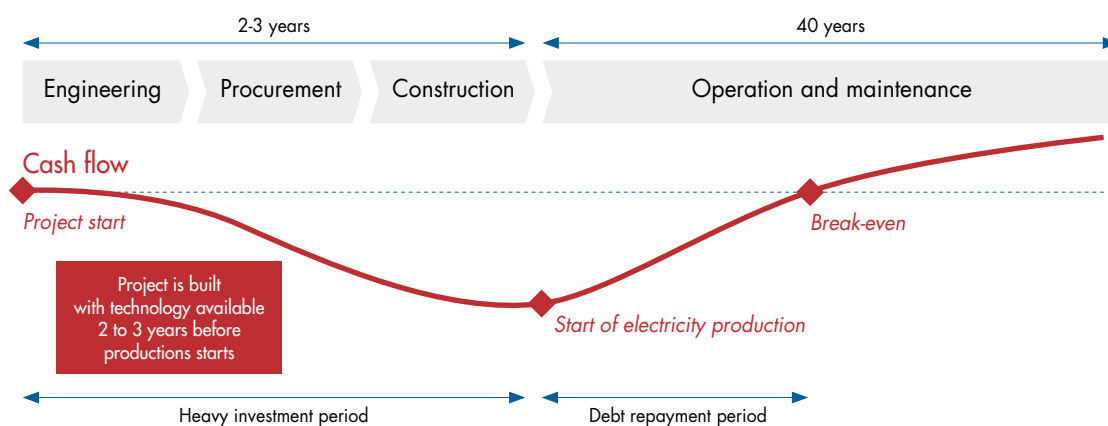 2-3 years
40 years
Engineering
Procurement
Construction
Operation and maintenance
Cash flow
Project start
Break-even
Project is built
with technology available
2 to 3 years before
productions starts
Start of electricity production
Heavy investment period
Debt repayment period